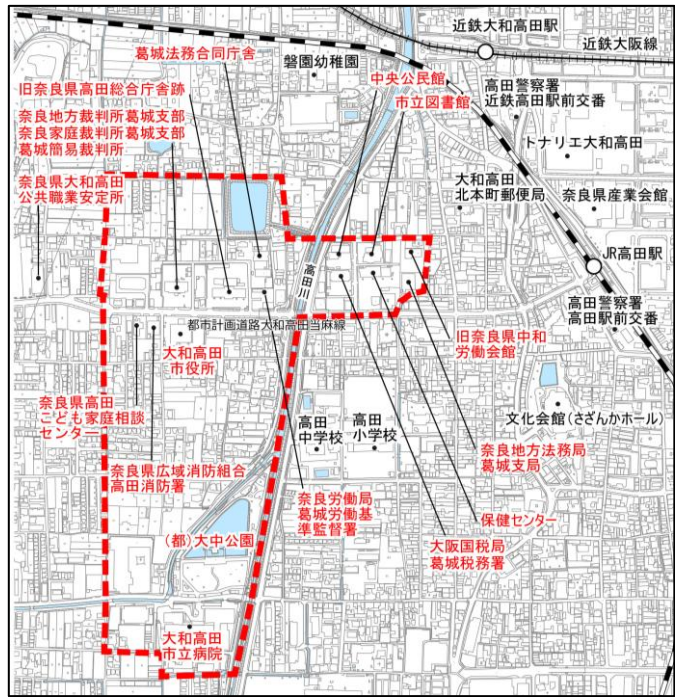 近鉄大和高田駅
近鉄大阪線
葛城法務合同庁舎
磐園幼稚園
中央公民館
市立図書館
高田警察署
近鉄高田駅前交番
旧奈良県高田総合庁舎跡
奈良地方裁判所葛城支部
奈良家庭裁判所葛城支部
葛城簡易裁判所
トナリエ大和高田
奈良県大和高田
公共職業安定所
大和高田
北本町郵便局
奈良県産業会館
JR高田駅
高田川
高田警察署
高田駅前交番
都市計画道路大和高田当麻線
旧奈良県中和
労働会館
大和高田
市役所
奈良県高田
こども家庭相談
センター
文化会館(さざんかホール)
高田
中学校
高田
小学校
奈良地方法務局
葛城支局
奈良県広域消防組合
高田消防署
奈良労働局
葛城労働基
準監督署
保健センター
(都)大中公園
大阪国税局
葛城税務署
大和高田
市立病院